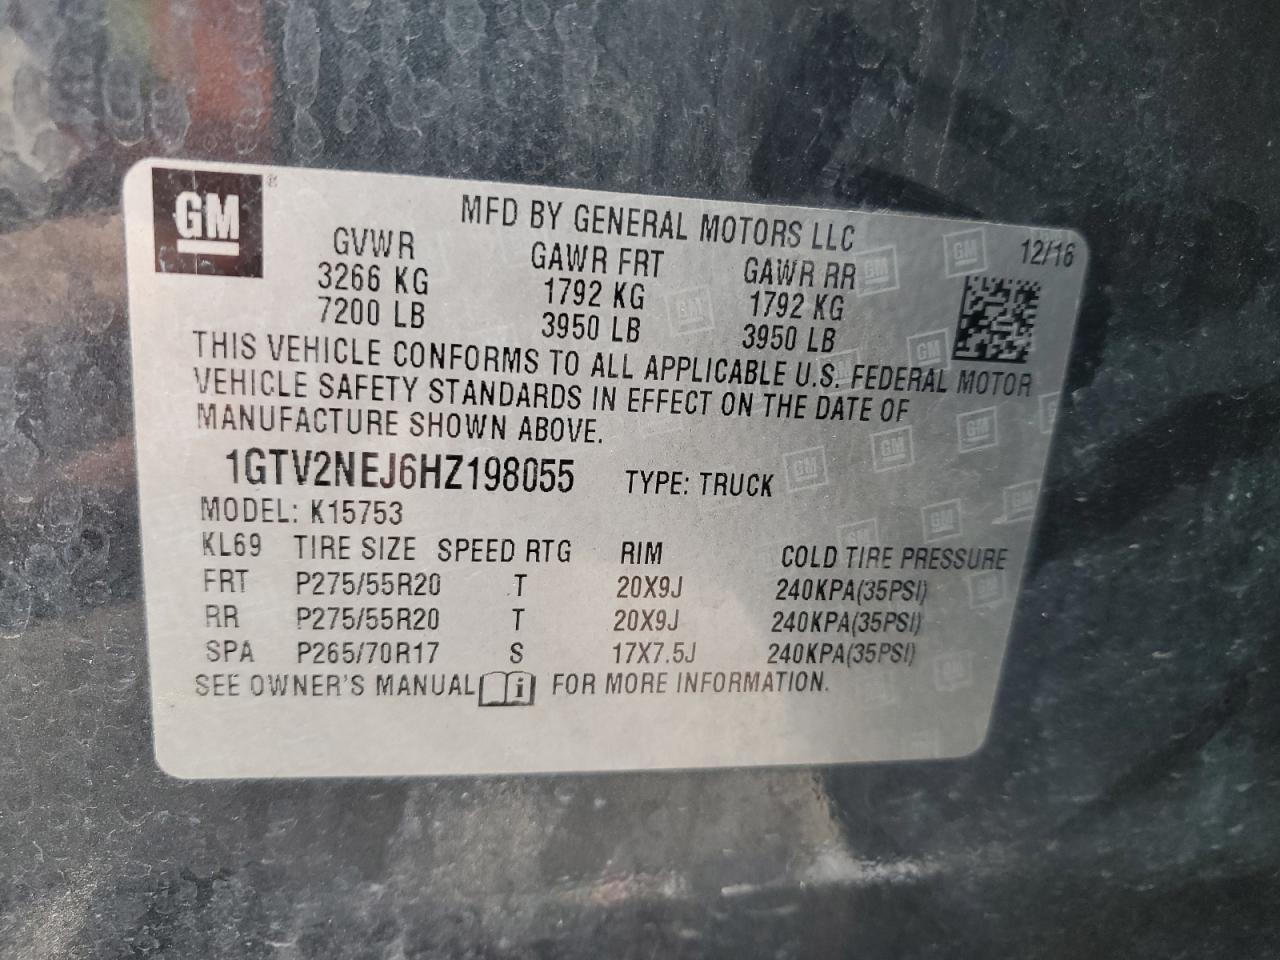 GM®
MFD BY GENERAL MOTORS LLC
12/16
GVWR GAWR FRT GAWR RR
3266 KG 1792 KG 1792 KG
7200 LB 3950 LB 3950 LB
THIS VEHICLE CONFORMS TO ALL APPLICABLE U.S. FEDERAL MOTOR
VEHICLE SAFETY STANDARDS IN EFFECT ON THE DATE OF
MANUFACTURE SHOWN ABOVE.
1GTV2NEJ6HZ198055 TYPE: TRUCK
MODEL: K15753
KL69 TIRE SIZE SPEED RTG RIM COLD TIRE PRESSURE
FRT P275/55R20 T 20X9J 240KPA(35PSI)
RR P275/55R20 T 20X9J 240KPA(35PSI)
SPA P265/70R17 S 17X7.5J 240KPA(35PSI)
SEE OWNER'S MANUAL i FOR MORE INFORMATION.